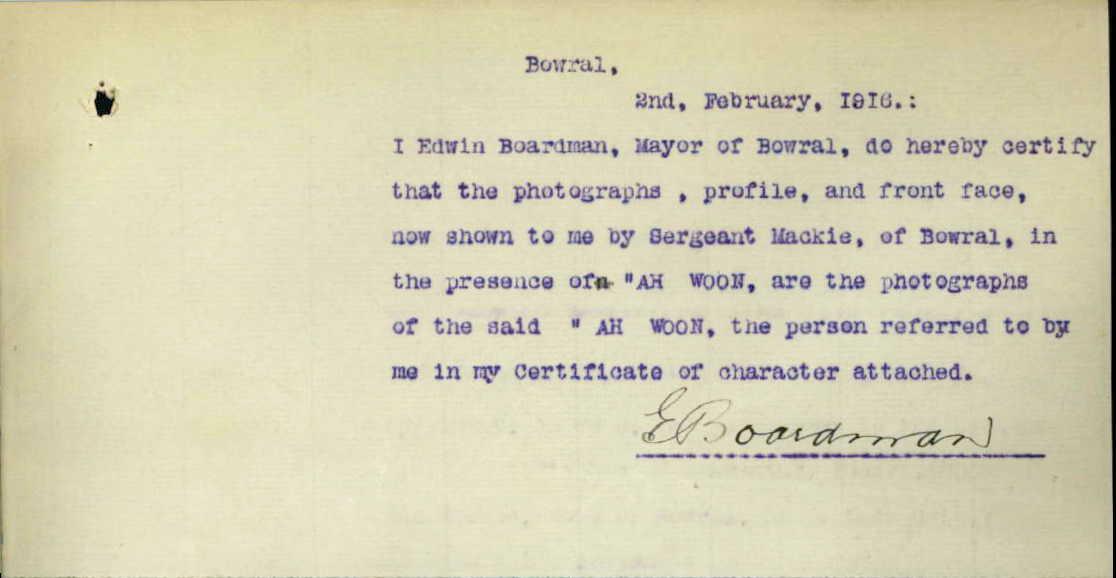 Bowral,
2nd, February, 1916.:
I Edwin Boardman, Mayor of Bowral, do hereby certify
that the photographs , profile, and front face,
now shown to me by Sergeant Mackie, of Bowral, in
the presence of "AH WOON, are the photographs
of the said " AH WOON, the person referred to by
me in my Certificate of character attached.
E Boardman